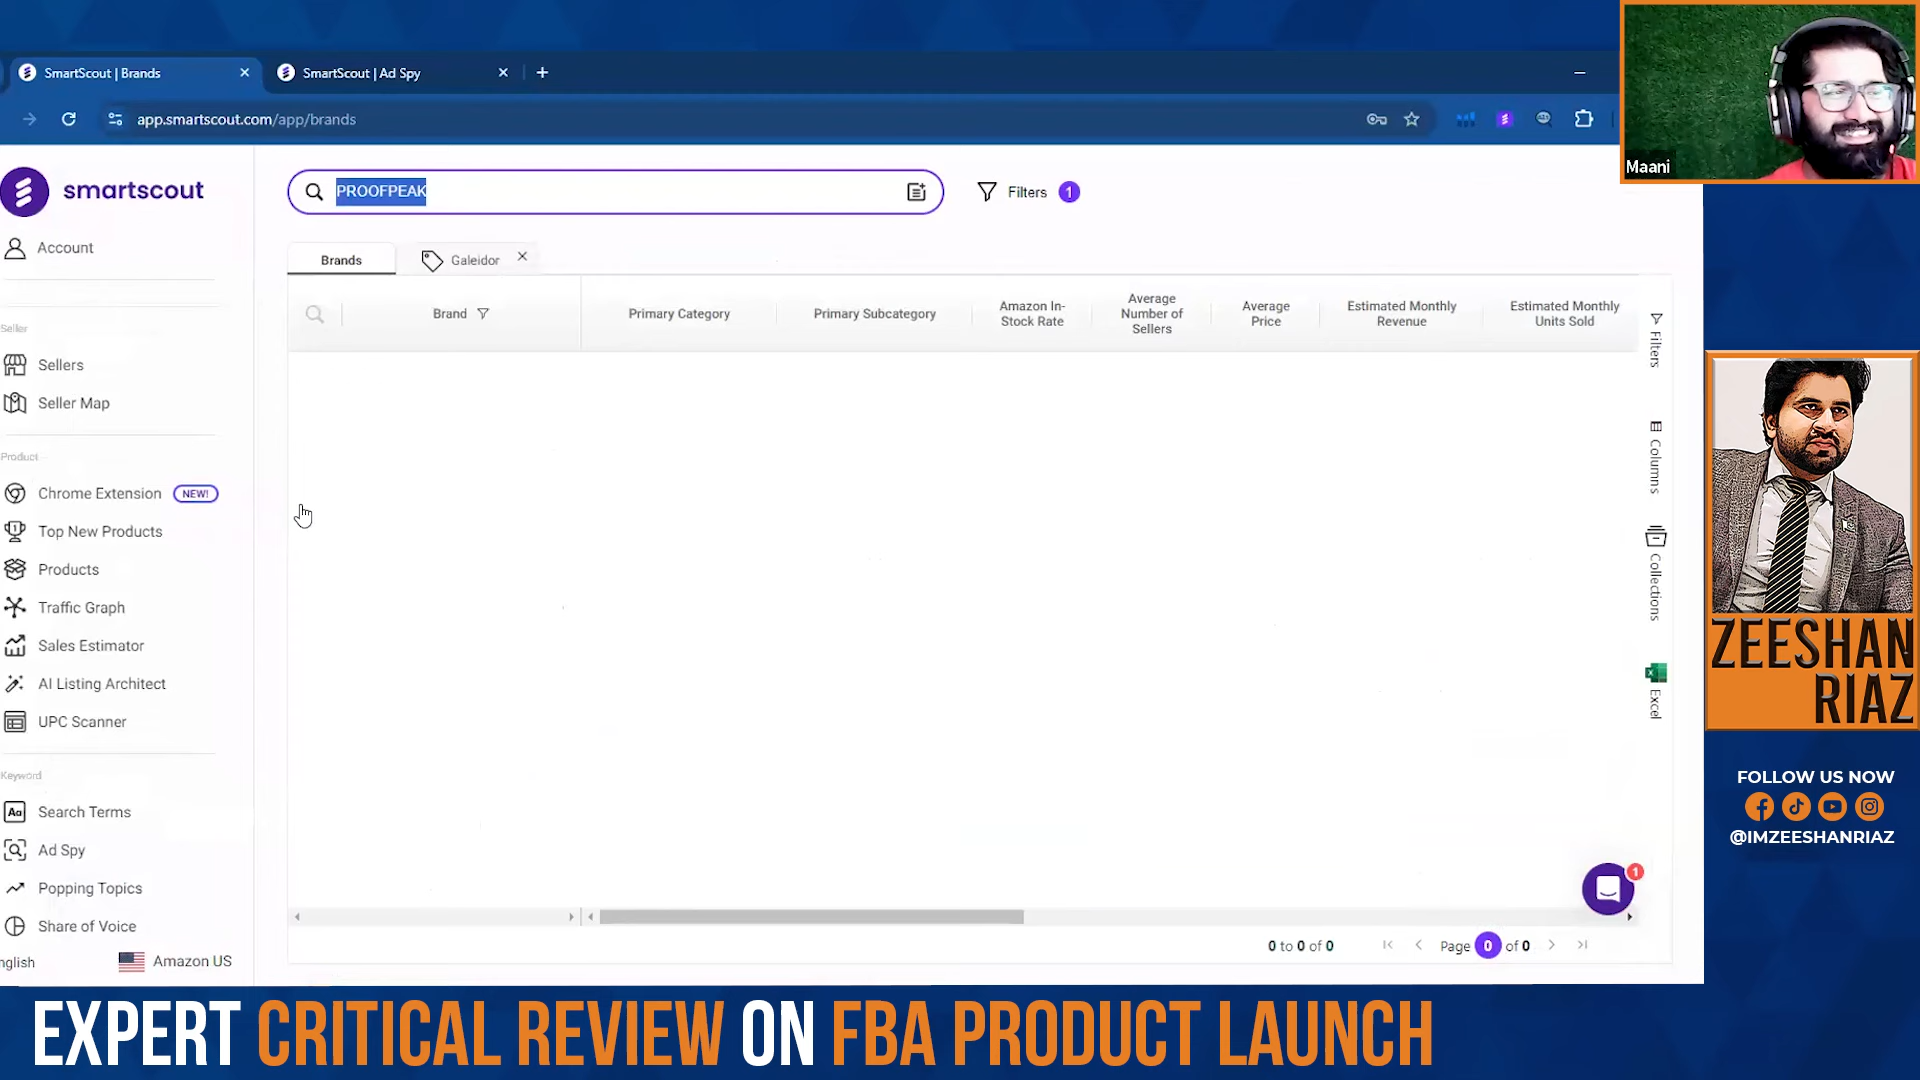 SmartScout | Brands
SmartScout | Ad Spy
app.smartscout.com/app/brands
Maani
smartscout
PROOFPEAK
Filters 1
Account
Brands
Galeidor
Brand
Primary Category
Primary Subcategory
Amazon In-
Stock Rate
Average
Number of
Sellers
Average
Price
Estimated Monthly
Revenue
Estimated Monthly
Units Sold
Filters
Columns
Collections
Excel
Seller
Sellers
Seller Map
Product
Chrome Extension NEW!
Top New Products
Products
Traffic Graph
Sales Estimator
AI Listing Architect
UPC Scanner
Keyword
Aa Search Terms
Ad Spy
Popping Topics
Share of Voice
nglish
Amazon US
1
0 to 0 of 0
Page 0 of 0
ZEESHAN
RIAZ
FOLLOW US NOW
@IMZEESHANRIAZ
EXPERT CRITICAL REVIEW ON FBA PRODUCT LAUNCH